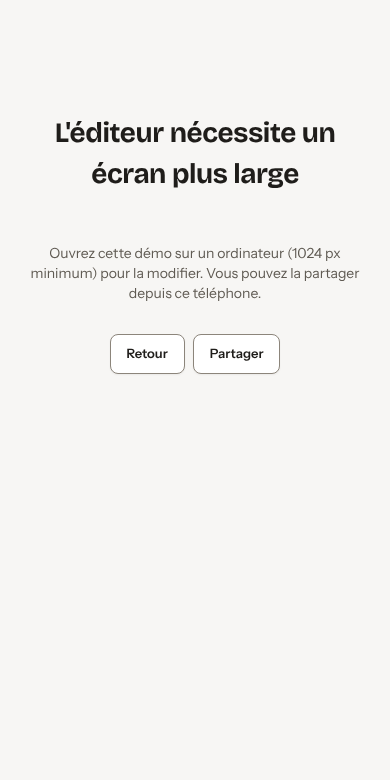 L'éditeur nécessite un
écran plus large
Ouvrez cette démo sur un ordinateur (1024 px
minimum) pour la modifier. Vous pouvez la partager
depuis ce téléphone.
Retour
Partager